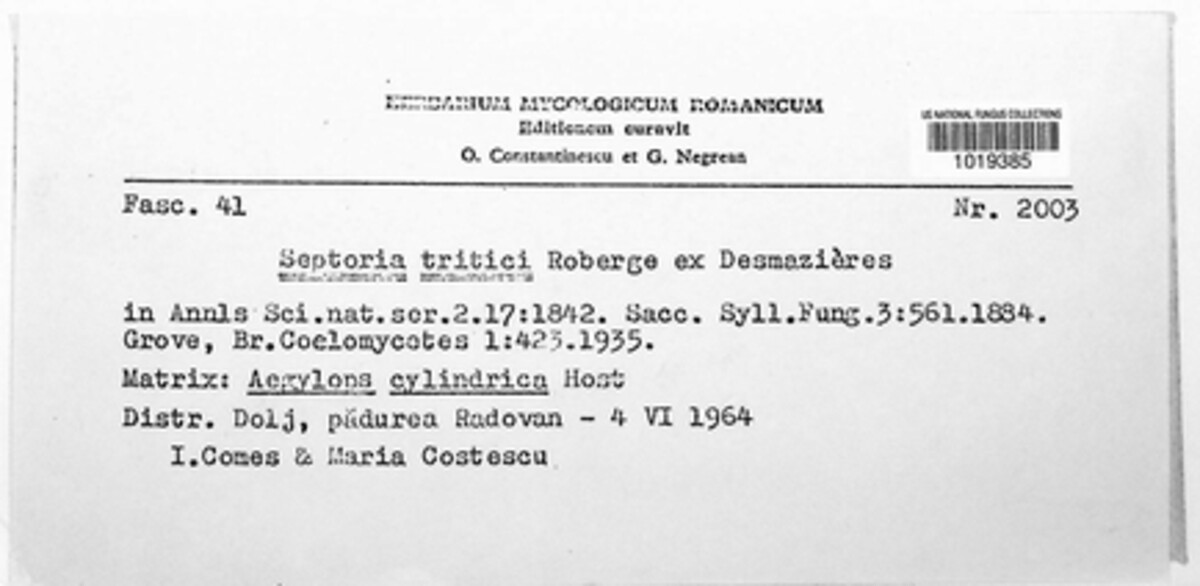 HERBARIUM MYCOLOGICUM ROMANICUM
Editionem curavit
O. Constantinescu et G. Negrean
US NATIONAL FUNGUS COLLECTIONS
1019385
Fasc. 41 Nr. 2003
Septoria tritici Roberge ex Desmazières
in Annls Sci.nat.ser.2.17:1842. Sacc. Syll.Fung.3:561.1884.
Grove, Br.Coelomycetes 1:423.1935.
Matrix: Aegylops cylindrica Host
Distr. Dolj, pădurea Radovan - 4 VI 1964
I.Comes & Maria Costescu